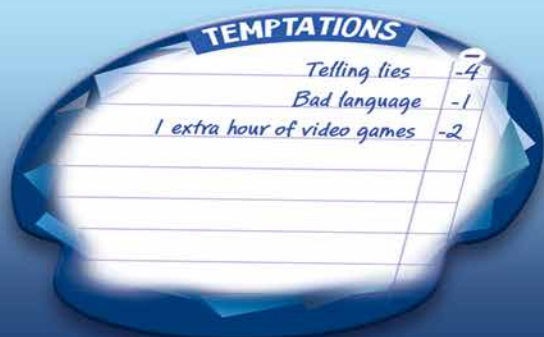 TEMPTATIONS
–
Telling lies -4
Bad language -1
1 extra hour of video games -2